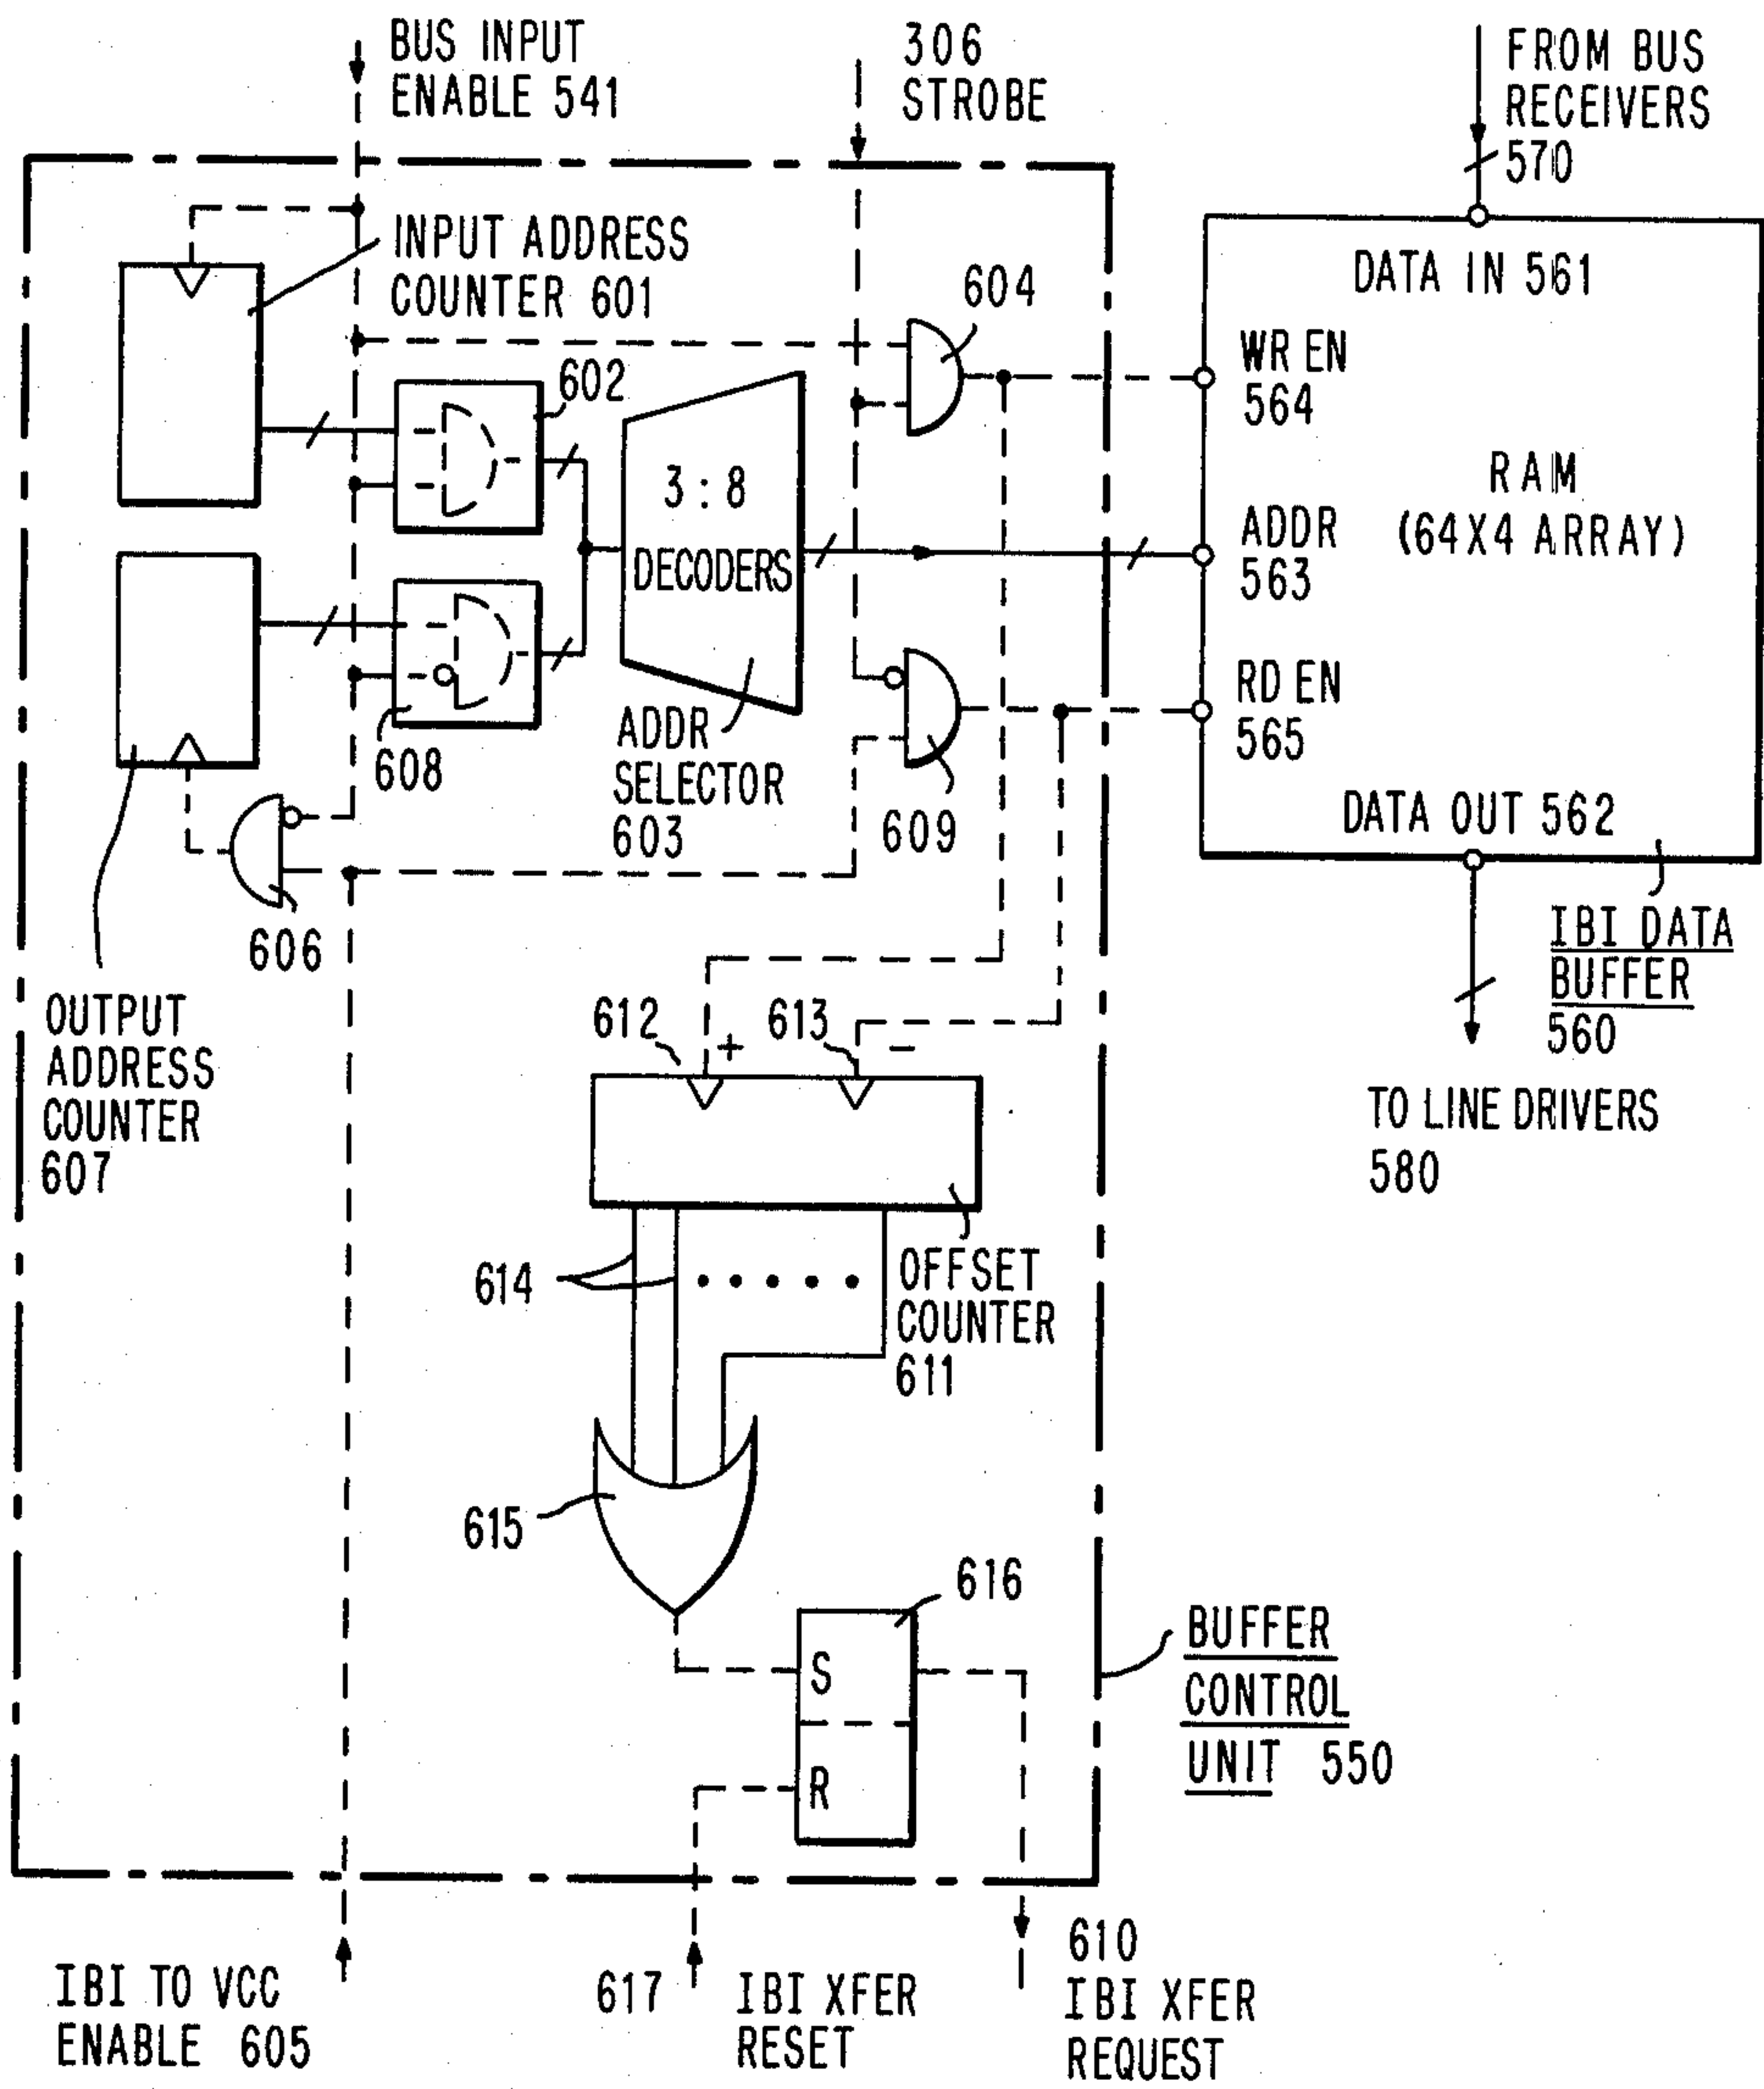 BUS INPUT
ENABLE 541
306
STROBE
FROM BUS
RECEIVERS
570
INPUT ADDRESS
COUNTER 601
604
DATA IN 561
602
WR EN
564
3 : 8
DECODERS
RAM
(64X4 ARRAY)
ADDR
563
RD EN
565
608
ADDR
SELECTOR
603
609
DATA OUT 562
606
IBI DATA
BUFFER
560
OUTPUT
ADDRESS
COUNTER
607
612
+
613
−
TO LINE DRIVERS
580
614
OFFSET
COUNTER
611
615
616
S
R
BUFFER
CONTROL
UNIT 550
IBI TO VCC
ENABLE 605
617
IBI XFER
RESET
610
IBI XFER
REQUEST